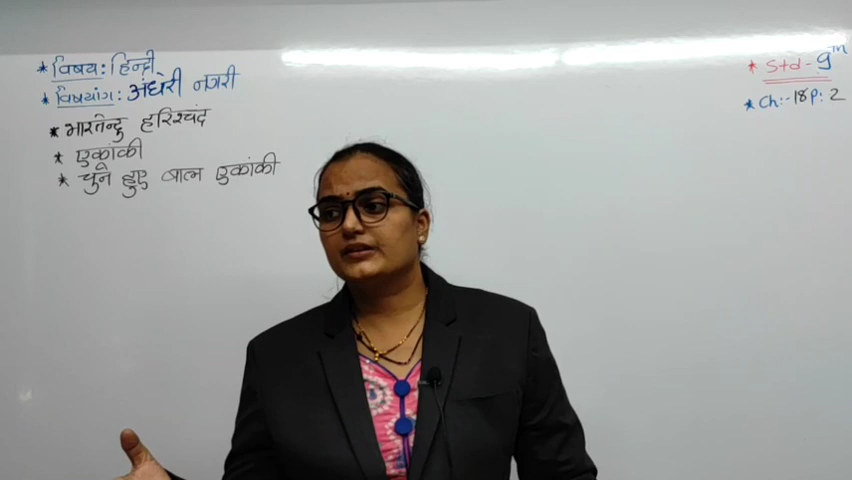 * विषय: हिन्दी
* विषयांग: अंधेरी नगरी
* भारतेन्दु हरिश्चंद
* एकांकी
* चुने हुए बाल एकांकी
* Std - 9th
* Ch:- 18 P: 2